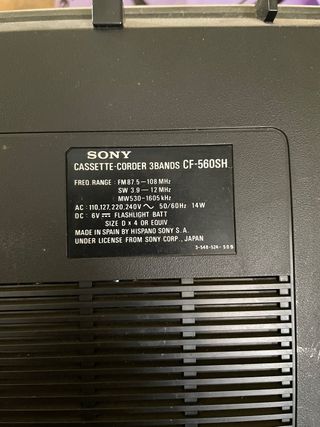 SONY
CASSETTE-CORDER 3BANDS CF-560SH
FREQ. RANGE : FM 87.5 – 108 MHz
SW 3.9 – 12 MHz
MW 530 – 1605 kHz
AC : 110, 127, 220, 240V ~ 50/60 Hz 14W
DC : 6V ⎓ FLASHLIGHT BATT
SIZE D × 4 OR EQUIV
MADE IN SPAIN BY HISPANO SONY S. A.
UNDER LICENSE FROM SONY CORP., JAPAN